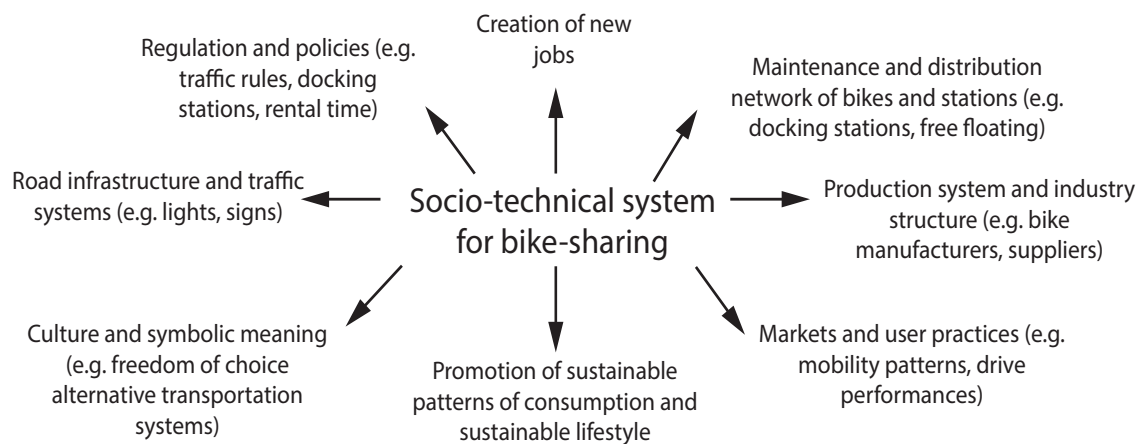 Creation of new
jobs
Regulation and policies (e.g.
traffic rules, docking
stations, rental time)
Maintenance and distribution
network of bikes and stations (e.g.
docking stations, free floating)
Road infrastructure and traffic
systems (e.g. lights, signs)
Socio-technical system
for bike-sharing
Production system and industry
structure (e.g. bike
manufacturers, suppliers)
Culture and symbolic meaning
(e.g. freedom of choice
alternative transportation
systems)
Promotion of sustainable
patterns of consumption and
sustainable lifestyle
Markets and user practices (e.g.
mobility patterns, drive
performances)